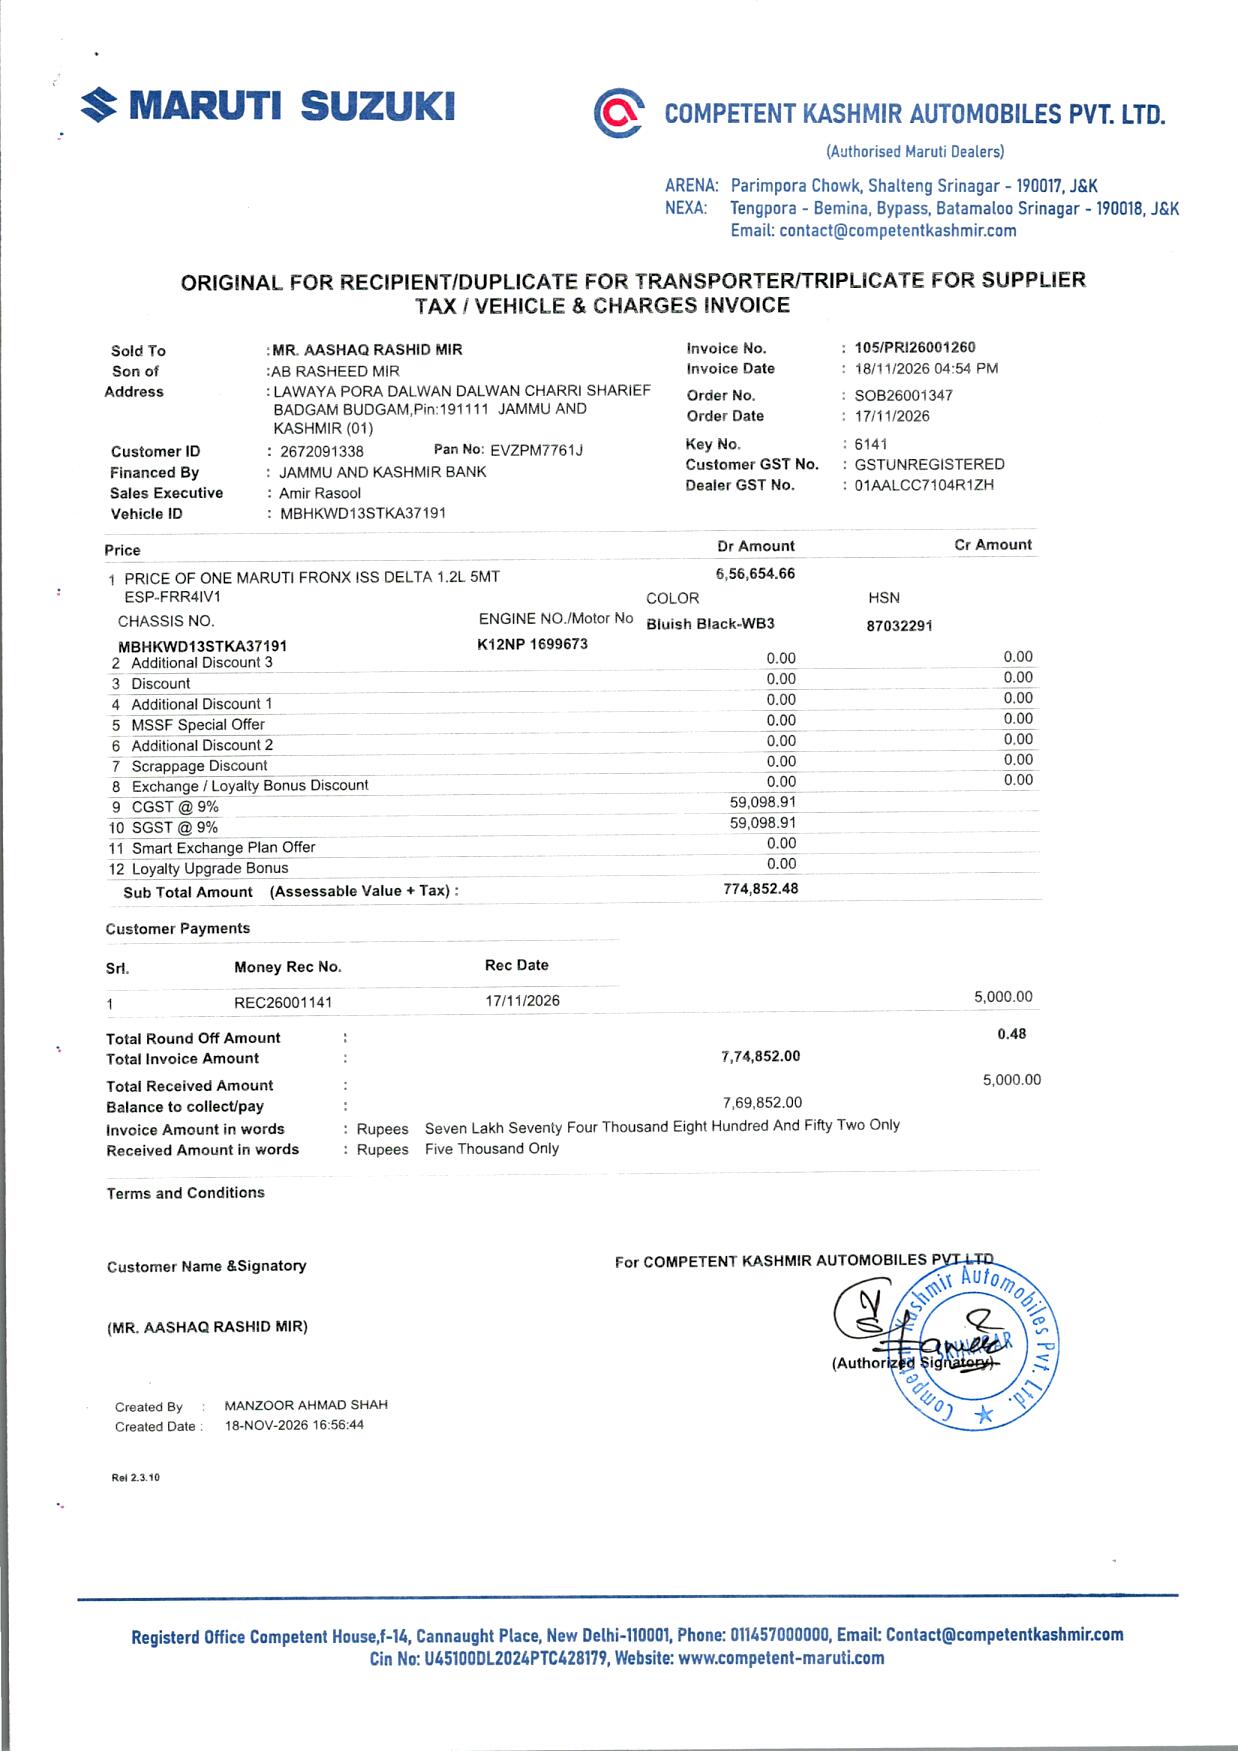 MARUTI SUZUKI
COMPETENT KASHMIR AUTOMOBILES PVT. LTD.
(Authorised Maruti Dealers)
ARENA: Parimpora Chowk, Shalteng Srinagar - 190017, J&K
NEXA: Tengpora - Bemina, Bypass, Batamaloo Srinagar - 190018, J&K
Email: contact@competentkashmir.com
ORIGINAL FOR RECIPIENT/DUPLICATE FOR TRANSPORTER/TRIPLICATE FOR SUPPLIER
TAX / VEHICLE & CHARGES INVOICE
Sold To : MR. AASHAQ RASHID MIR
Son of : AB RASHEED MIR
Address : LAWAYA PORA DALWAN DALWAN CHARRI SHARIEF
BADGAM BUDGAM,Pin:191111 JAMMU AND
KASHMIR (01)
Customer ID : 2672091338 Pan No: EVZPM7761J
Financed By : JAMMU AND KASHMIR BANK
Sales Executive : Amir Rasool
Vehicle ID : MBHKWD13STKA37191
Invoice No. : 105/PRI26001260
Invoice Date : 18/11/2026 04:54 PM
Order No. : SOB26001347
Order Date : 17/11/2026
Key No. : 6141
Customer GST No. : GSTUNREGISTERED
Dealer GST No. : 01AALCC7104R1ZH
Price Dr Amount Cr Amount
1 PRICE OF ONE MARUTI FRONX ISS DELTA 1.2L 5MT 6,56,654.66
ESP-FRR4IV1 COLOR HSN
CHASSIS NO. ENGINE NO./Motor No Bluish Black-WB3 87032291
MBHKWD13STKA37191 K12NP 1699673
2 Additional Discount 3 0.00 0.00
3 Discount 0.00 0.00
4 Additional Discount 1 0.00 0.00
5 MSSF Special Offer 0.00 0.00
6 Additional Discount 2 0.00 0.00
7 Scrappage Discount 0.00 0.00
8 Exchange / Loyalty Bonus Discount 0.00 0.00
9 CGST @ 9% 59,098.91
10 SGST @ 9% 59,098.91
11 Smart Exchange Plan Offer 0.00
12 Loyalty Upgrade Bonus 0.00
Sub Total Amount (Assessable Value + Tax) : 774,852.48
Customer Payments
Srl. Money Rec No. Rec Date
1 REC26001141 17/11/2026 5,000.00
Total Round Off Amount : 0.48
Total Invoice Amount : 7,74,852.00
Total Received Amount : 5,000.00
Balance to collect/pay : 7,69,852.00
Invoice Amount in words : Rupees Seven Lakh Seventy Four Thousand Eight Hundred And Fifty Two Only
Received Amount in words : Rupees Five Thousand Only
Terms and Conditions
Customer Name &Signatory
For COMPETENT KASHMIR AUTOMOBILES PVT LTD
(MR. AASHAQ RASHID MIR)
(Authorized Signatory)
Competent Kashmir Automobiles Pvt. Ltd.
SRINAGAR
Created By : MANZOOR AHMAD SHAH
Created Date : 18-NOV-2026 16:56:44
Rel 2.3.10
Registerd Office Competent House,f-14, Cannaught Place, New Delhi-110001, Phone: 011457000000, Email: Contact@competentkashmir.com
Cin No: U45100DL2024PTC428179, Website: www.competent-maruti.com